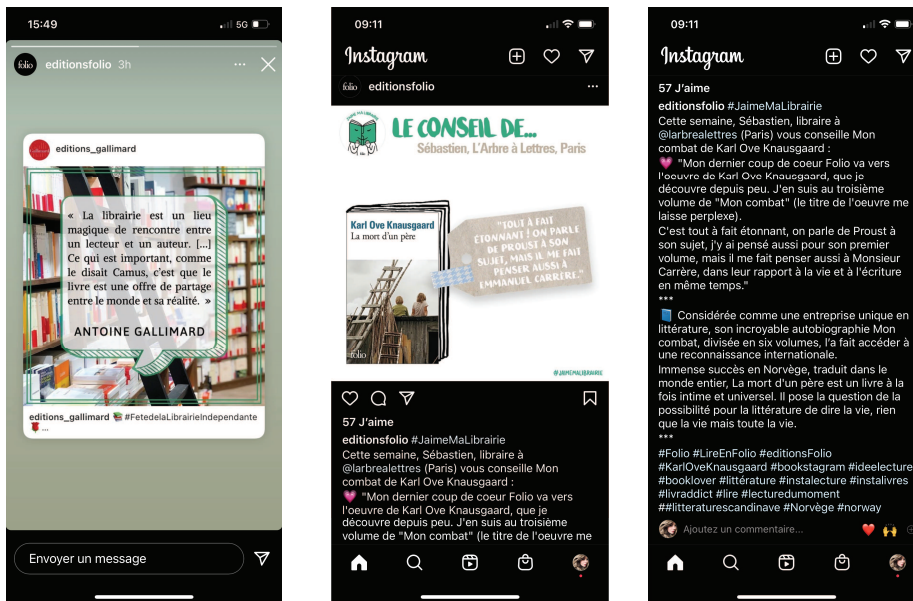 15:49
5G
folio
editionsfolio 3h
Gallimard
editions_gallimard
« La librairie est un lieu
magique de rencontre entre
un lecteur et un auteur. [...]
Ce qui est important, comme
le disait Camus, c'est que le
livre est une offre de partage
entre le monde et sa réalité. »
ANTOINE GALLIMARD
editions_gallimard 📚 #FetedelaLibrairieIndependante
🌹 ...
Envoyer un message
09:11
Instagram
folio editionsfolio
J'AIME MA LIBRAIRIE
LE CONSEIL DE...
Sébastien, L'Arbre à Lettres, Paris
Karl Ove Knausgaard
La mort d'un père
folio
"TOUT À FAIT
ÉTONNANT ! ON PARLE
DE PROUST À SON
SUJET, MAIS IL ME FAIT
PENSER AUSSI À
EMMANUEL CARRÈRE."
#JAIMEMALIBRAIRIE
57 J'aime
editionsfolio #JaimeMaLibrairie
Cette semaine, Sébastien, libraire à
@larbrealettres (Paris) vous conseille Mon
combat de Karl Ove Knausgaard :
💗 "Mon dernier coup de coeur Folio va vers
l'oeuvre de Karl Ove Knausgaard, que je
découvre depuis peu. J'en suis au troisième
volume de "Mon combat" (le titre de l'oeuvre me
09:11
Instagram
57 J'aime
editionsfolio #JaimeMaLibrairie
Cette semaine, Sébastien, libraire à
@larbrealettres (Paris) vous conseille Mon
combat de Karl Ove Knausgaard :
💗 "Mon dernier coup de coeur Folio va vers
l'oeuvre de Karl Ove Knausgaard, que je
découvre depuis peu. J'en suis au troisième
volume de "Mon combat" (le titre de l'oeuvre me
laisse perplexe).
C'est tout à fait étonnant, on parle de Proust à
son sujet, j'y ai pensé aussi pour son premier
volume, mais il me fait penser aussi à Monsieur
Carrère, dans leur rapport à la vie et à l'écriture
en même temps."
***
📘 Considérée comme une entreprise unique en
littérature, son incroyable autobiographie Mon
combat, divisée en six volumes, l'a fait accéder à
une reconnaissance internationale.
Immense succès en Norvège, traduit dans le
monde entier, La mort d'un père est un livre à la
fois intime et universel. Il pose la question de la
possibilité pour la littérature de dire la vie, rien
que la vie mais toute la vie.
***
#Folio #LireEnFolio #editionsFolio
#KarlOveKnausgaard #bookstagram #ideelecture
#booklover #littérature #instalecture #instalivres
#livraddict #lire #lecturedumoment
##litteraturescandinave #Norvège #norway
Ajoutez un commentaire... ❤️ 🙌